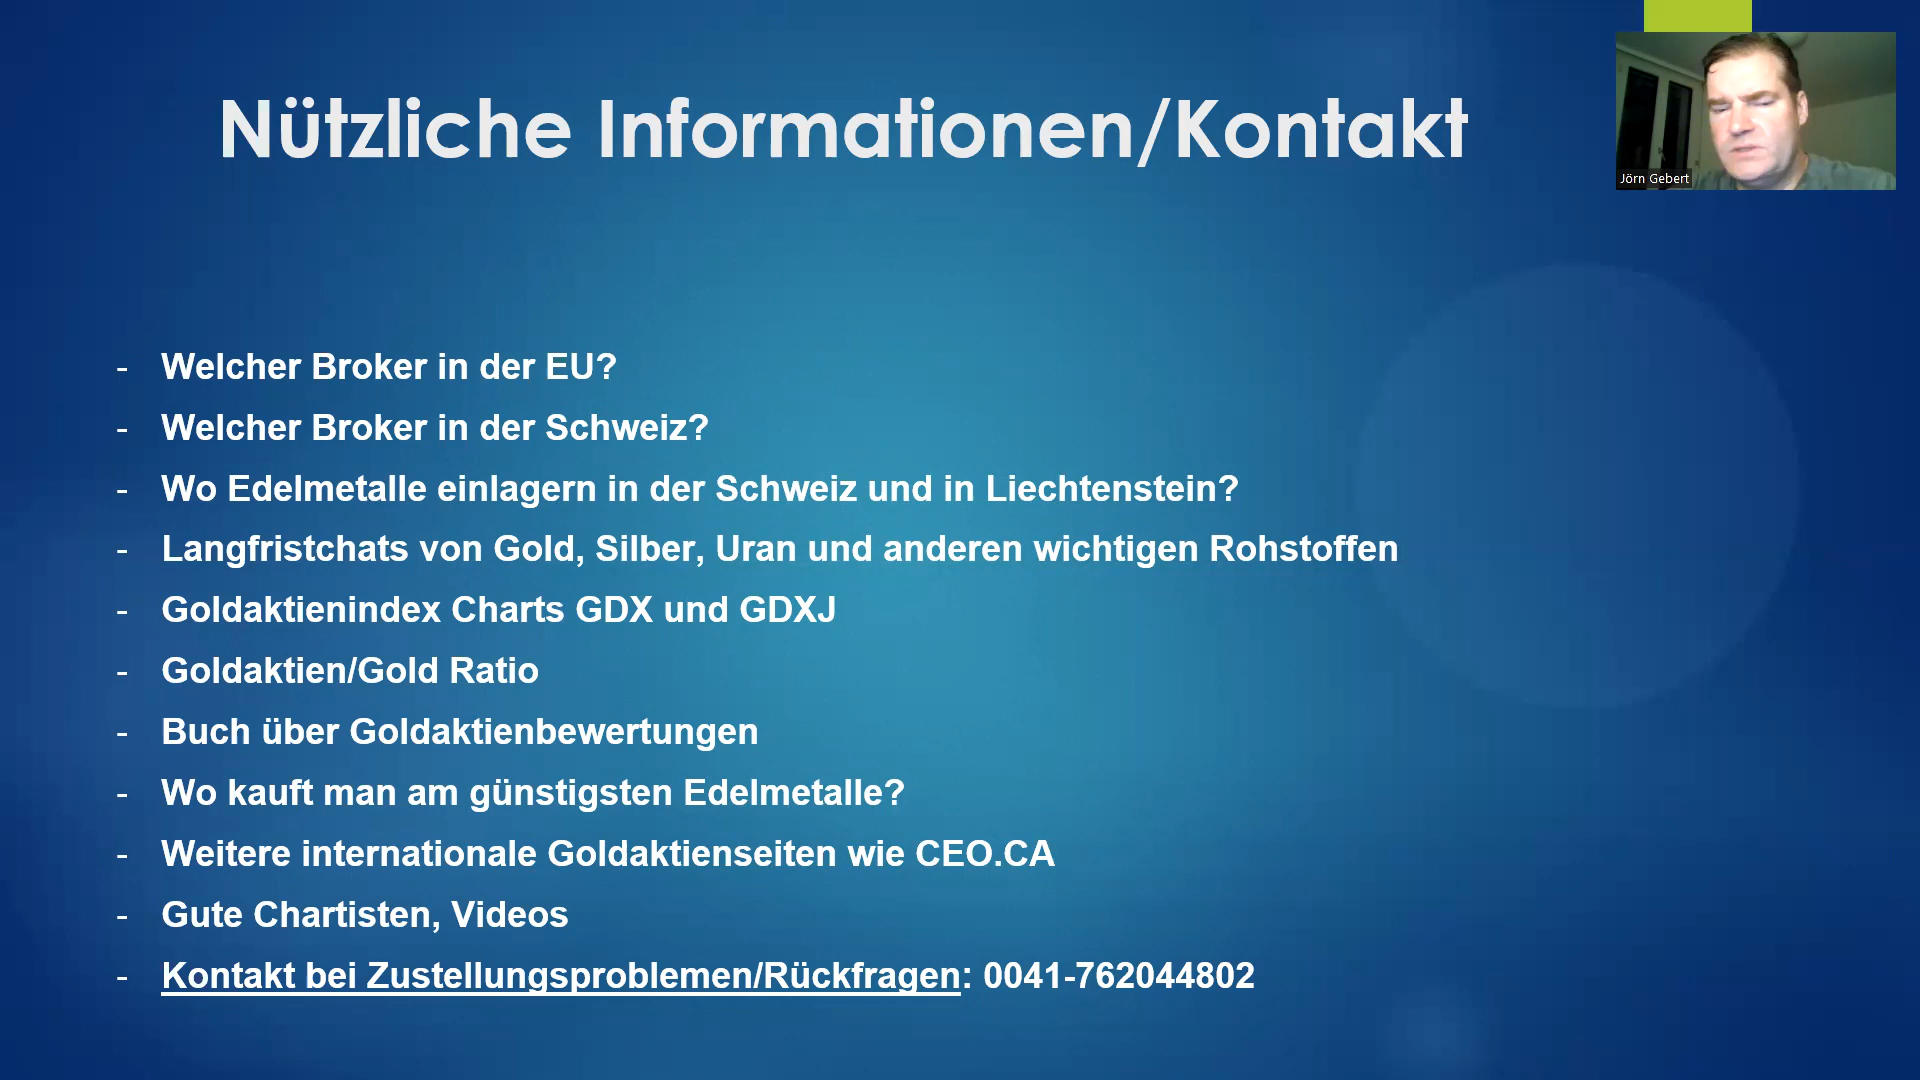 Nützliche Informationen/Kontakt
Jörn Gebert
- Welcher Broker in der EU?
- Welcher Broker in der Schweiz?
- Wo Edelmetalle einlagern in der Schweiz und in Liechtenstein?
- Langfristchats von Gold, Silber, Uran und anderen wichtigen Rohstoffen
- Goldaktienindex Charts GDX und GDXJ
- Goldaktien/Gold Ratio
- Buch über Goldaktienbewertungen
- Wo kauft man am günstigsten Edelmetalle?
- Weitere internationale Goldaktienseiten wie CEO.CA
- Gute Chartisten, Videos
- Kontakt bei Zustellungsproblemen/Rückfragen: 0041-762044802